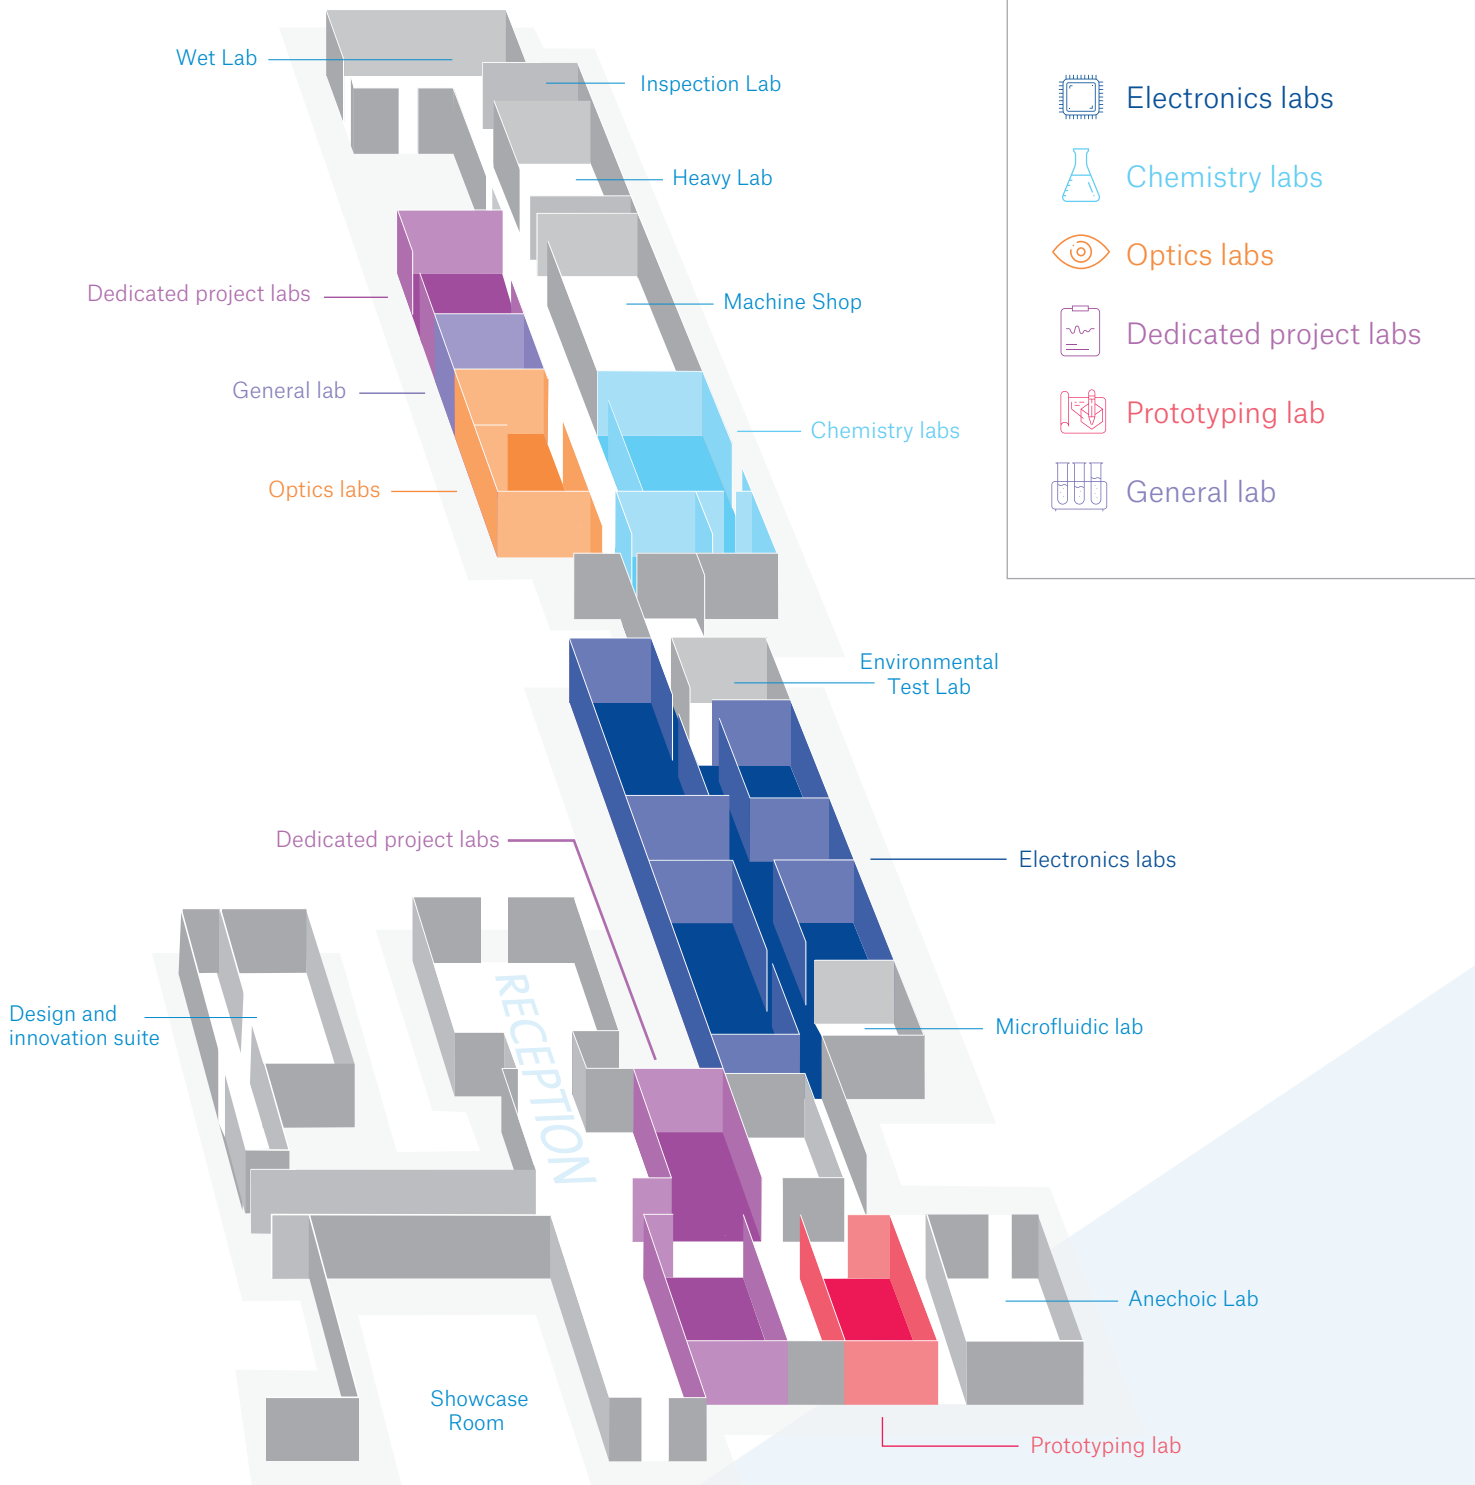 Wet Lab
Inspection Lab
Heavy Lab
Dedicated project labs
Machine Shop
General lab
Chemistry labs
Optics labs
Environmental
Test Lab
Dedicated project labs
Electronics labs
Design and
innovation suite
RECEPTION
Microfluidic lab
Anechoic Lab
Showcase
Room
Prototyping lab
Electronics labs
Chemistry labs
Optics labs
Dedicated project labs
Prototyping lab
General lab